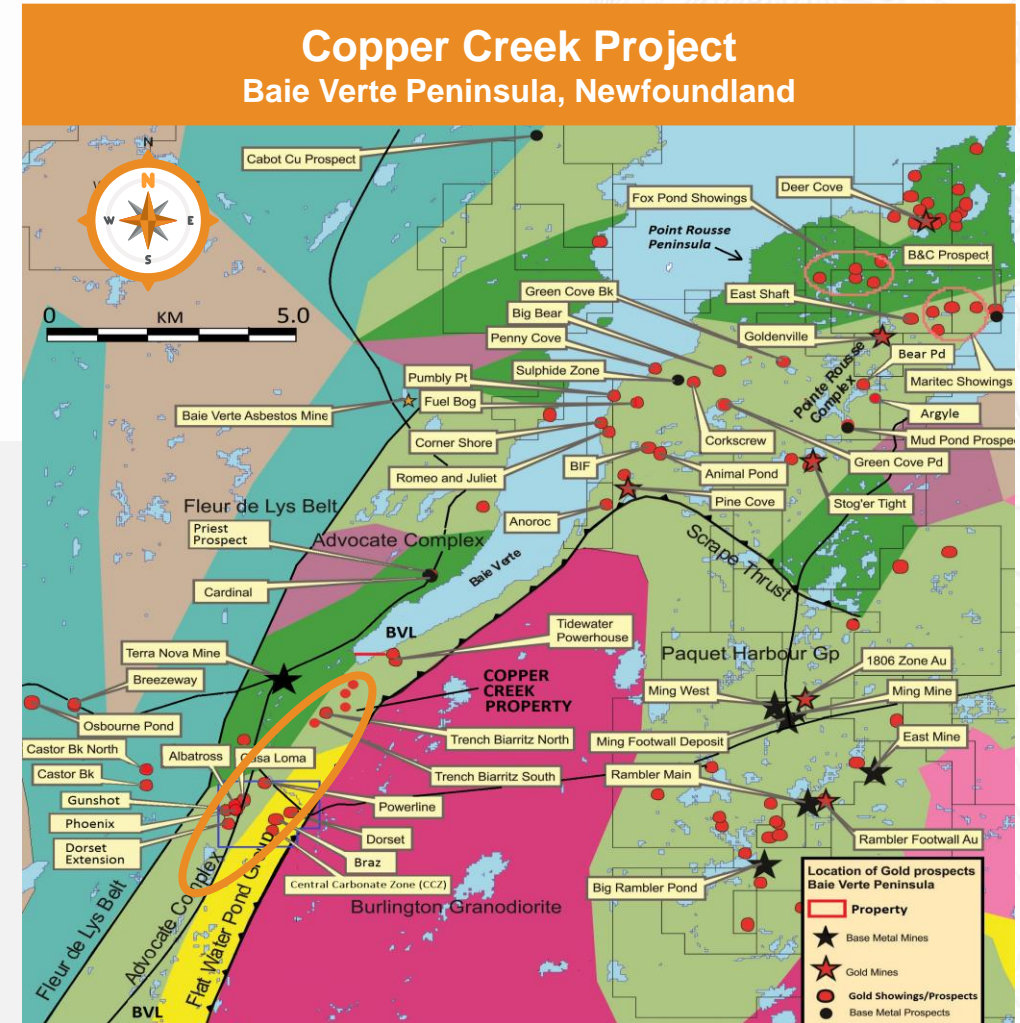 Copper Creek Project
Baie Verte Peninsula, Newfoundland
N
N
W
E
S
0
KM
5.0
Cabot Cu Prospect
Deer Cove
Fox Pond Showings
Point Rousse
Peninsula
B&C Prospect
Green Cove Bk
East Shaft
Big Bear
Goldenville
Penny Cove
Bear Pd
Sulphide Zone
Pumbly Pt
Pointe Rousse
Complex
Maritec Showings
Baie Verte Asbestos Mine
Fuel Bog
Argyle
Corner Shore
Corkscrew
Mud Pond Prospec
Romeo and Juliet
BIF
Green Cove Pd
Animal Pond
Fleur de Lys Belt
Pine Cove
Stog'er Tight
Priest
Prospect
Anoroc
Advocate Complex
Scrape Thrust
Cardinal
Baie Verte
BVL
Tidewater
Powerhouse
Terra Nova Mine
Paquet Harbour Gp
1806 Zone Au
Breezeway
COPPER
CREEK
PROPERTY
Ming West
Ming Mine
Osbourne Pond
Trench Biarritz North
Ming Footwall Deposit
East Mine
Castor Bk North
Albatross
Casa Loma
Castor Bk
Trench Biarritz South
Rambler Main
Gunshot
Powerline
Phoenix
Dorset
Rambler Footwall Au
Dorset
Extension
Braz
Central Carbonate Zone (CCZ)
Big Rambler Pond
Burlington Granodiorite
Fleur de Lys Belt
Advocate Complex
Flat Water Pond Group
BVL
Location of Gold prospects
Baie Verte Peninsula
Property
Base Metal Mines
Gold Mines
Gold Showings/Prospects
Base Metal Prospects